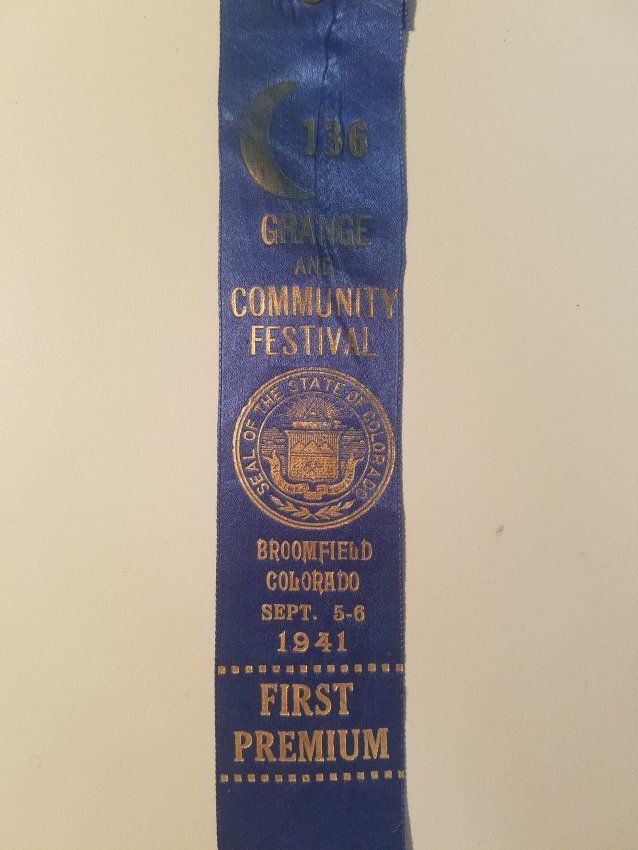 136
GRANGE
AND
COMMUNITY
FESTIVAL
SEAL OF THE STATE OF COLORADO
BROOMFIELD
COLORADO
SEPT. 5-6
1941
FIRST
PREMIUM